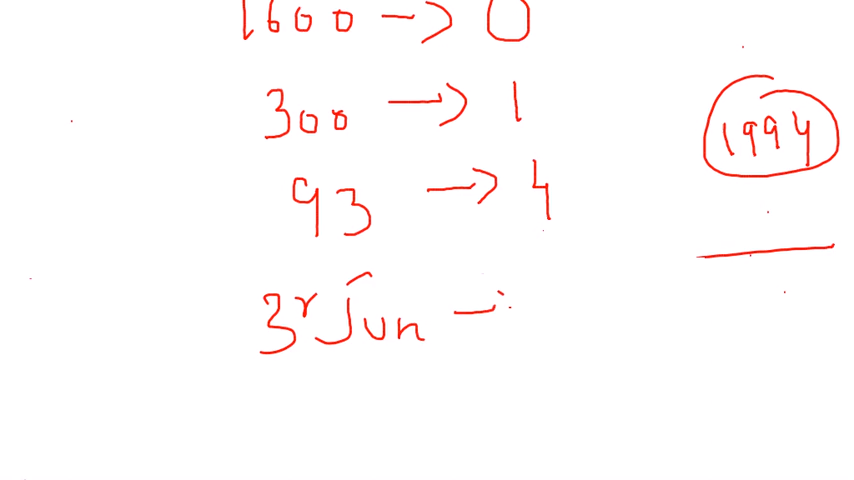 1600 → 0
300 → 1
1994
93 → 4
3r Jun →